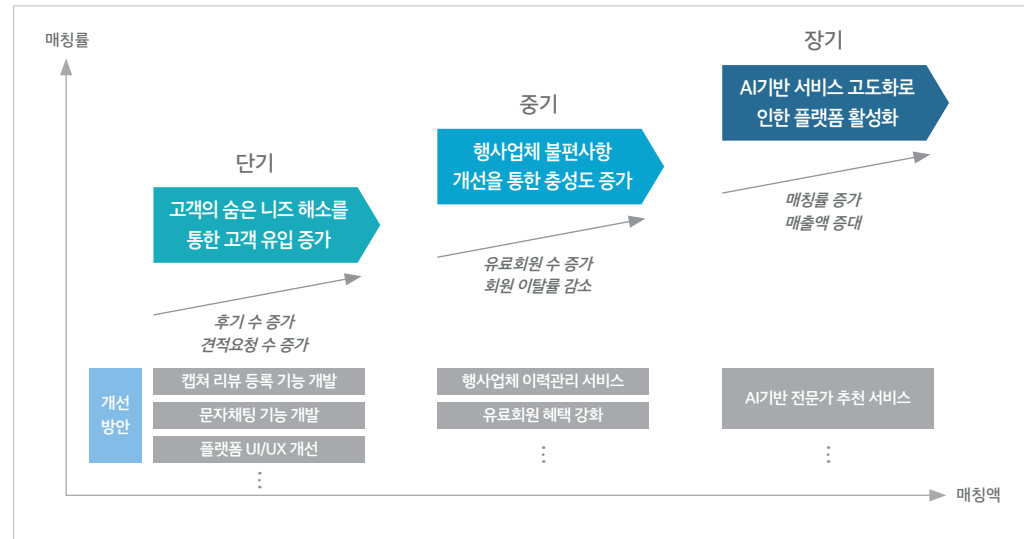 매칭률
장기
AI기반 서비스 고도화로
인한 플랫폼 활성화
중기
행사업체 불편사항
개선을 통한 충성도 증가
단기
고객의 숨은 니즈 해소를
통한 고객 유입 증가
매칭률 증가
매출액 증대
유료회원 수 증가
회원 이탈률 감소
후기 수 증가
견적요청 수 증가
개선
방안
캡쳐 리뷰 등록 기능 개발
문자채팅 기능 개발
플랫폼 UI/UX 개선
⋮
행사업체 이력관리 서비스
유료회원 혜택 강화
⋮
AI기반 전문가 추천 서비스
⋮
매칭액